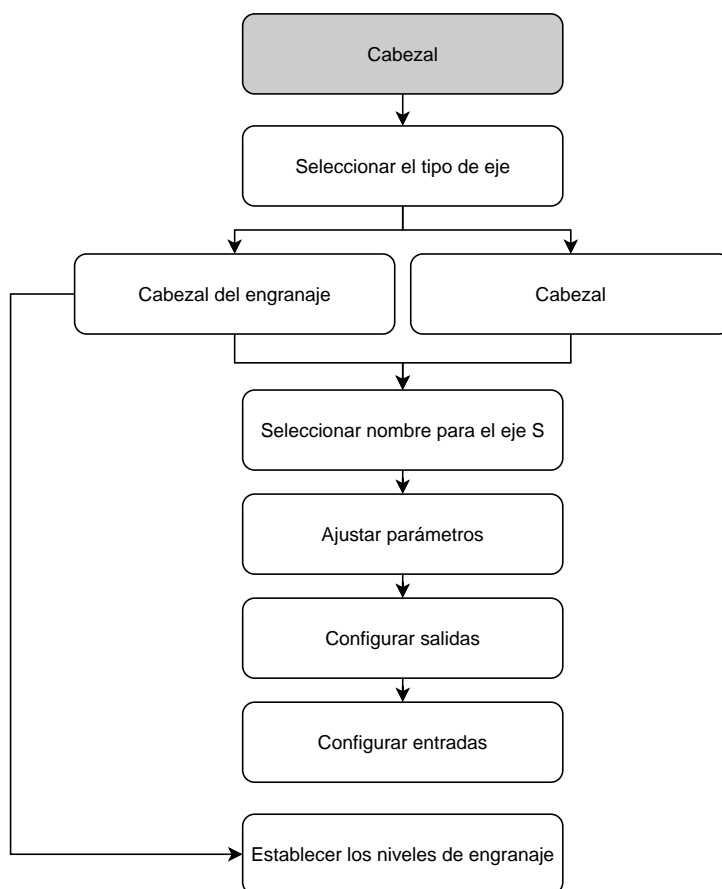 Cabezal
Seleccionar el tipo de eje
Cabezal del engranaje
Cabezal
Seleccionar nombre para el eje S
Ajustar parámetros
Configurar salidas
Configurar entradas
Establecer los niveles de engranaje